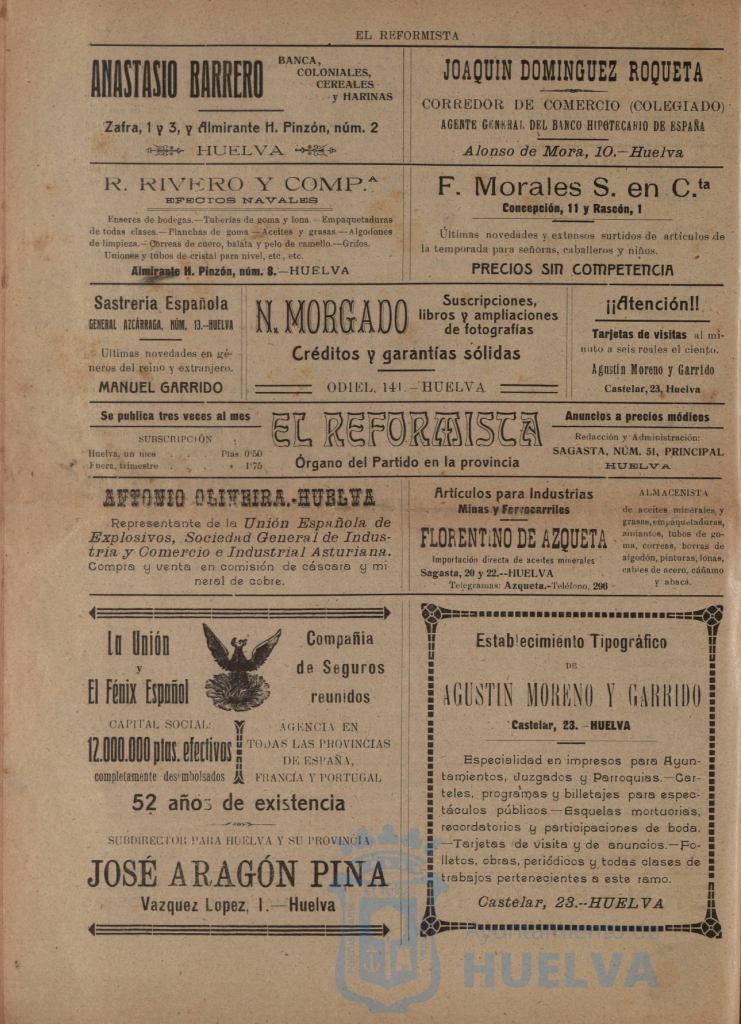 EL REFORMISTA
ANASTASIO BARRERO
BANCA,
COLONIALES,
CEREALES
y HARINAS
Zafra, 1 y 3, y Almirante H. Pinzón, núm. 2
HUELVA
JOAQUIN DOMINGUEZ ROQUETA
CORREDOR DE COMERCIO (COLEGIADO)
AGENTE GENERAL DEL BANCO HIPOTECARIO DE ESPAÑA
Alonso de Mora, 10.—Huelva
R. RIVERO Y COMP.ª
EFECTOS NAVALES
Enseres de bodegas.—Tuberías de goma y lona.—Empaquetaduras
de todas clases.—Planchas de goma—Aceites y grasas.—Algodones
de limpieza.—Correas de cuero, balata y pelo de camello.—Grifos.
Uniones y tubos de cristal para nivel, etc., etc.
Almirante H. Pinzón, núm. 8.—HUELVA
F. Morales S. en C.ta
Concepción, 11 y Rascón, 1
Últimas novedades y extensos surtidos de artículos de
la temporada para señoras, caballeros y niños.
PRECIOS SIN COMPETENCIA
Sastrería Española
GENERAL AZCÁRRAGA, NÚM. 13.—HUELVA
Ultimas novedades en gé-
neros del reino y extranjero.
MANUEL GARRIDO
N. MORGADO
Suscripciones,
libros y ampliaciones
de fotografías
Créditos y garantías sólidas
ODIEL, 141.—HUELVA
¡¡Atención!!
Tarjetas de visitas al mi-
nuto a seis reales el ciento.
Agustín Moreno y Garrido
Castelar, 23, Huelva
Se publica tres veces al mes
SUBSCRIPCIÓN
Huelva, un mes . . . Ptas. 0'50
Fuera, trimestre . . . « 1'75
EL REFORMISTA
Órgano del Partido en la provincia
Anuncios a precios módicos
Redacción y Administración:
SAGASTA, NÚM. 51, PRINCIPAL
HUELVA
ANTONIO OLIVEIRA.-HUELVA
Representante de la Unión Española de
Explosivos, Sociedad General de Indus-
tria y Comercio e Industrial Asturiana.
Compra y venta en comisión de cáscara y mi
neral de cobre.
Artículos para Industrias
Minas y Ferrocarriles
FLORENTINO DE AZQUETA
Importación directa de aceites minerales
Sagasta, 20 y 22.--HUELVA
Telegramas: Azqueta.-Teléfono, 296
ALMACENISTA
de aceites minerales, y
grasas, empaquetaduras,
amiantos, tubos de go-
ma, correas, borras de
algodón, pinturas, lonas,
cables de acero, cáñamo
y abacá.
La Unión
y
El Fénix Español
Compañia
de Seguros
reunidos
CAPITAL SOCIAL:
12.000.000 ptas. efectivos
completamente desembolsados
AGENCIA EN
TODAS LAS PROVINCIAS
DE ESPAÑA,
FRANCIA Y PORTUGAL
52 años de existencia
SUBDIRECTOR PARA HUELVA Y SU PROVINCIA
JOSÉ ARAGÓN PINA
Vazquez Lopez, 1.—Huelva
Establecimiento Tipográfico
DE
AGUSTIN MORENO Y GARRIDO
Castelar, 23.-HUELVA
Especialidad en impresos para Ayun-
tamientos, Juzgados y Parroquias.—Car-
teles, programas y billetajes para espec-
táculos públicos.—Esquelas mortuorias,
recordatorios y participaciones de boda.
—Tarjetas de visita y de anuncios.—Fo-
lletos, obras, periódicos y todas clases de
trabajos pertenecientes a este ramo.
Castelar, 23.--HUELVA
Ayuntamiento de
HUELVA